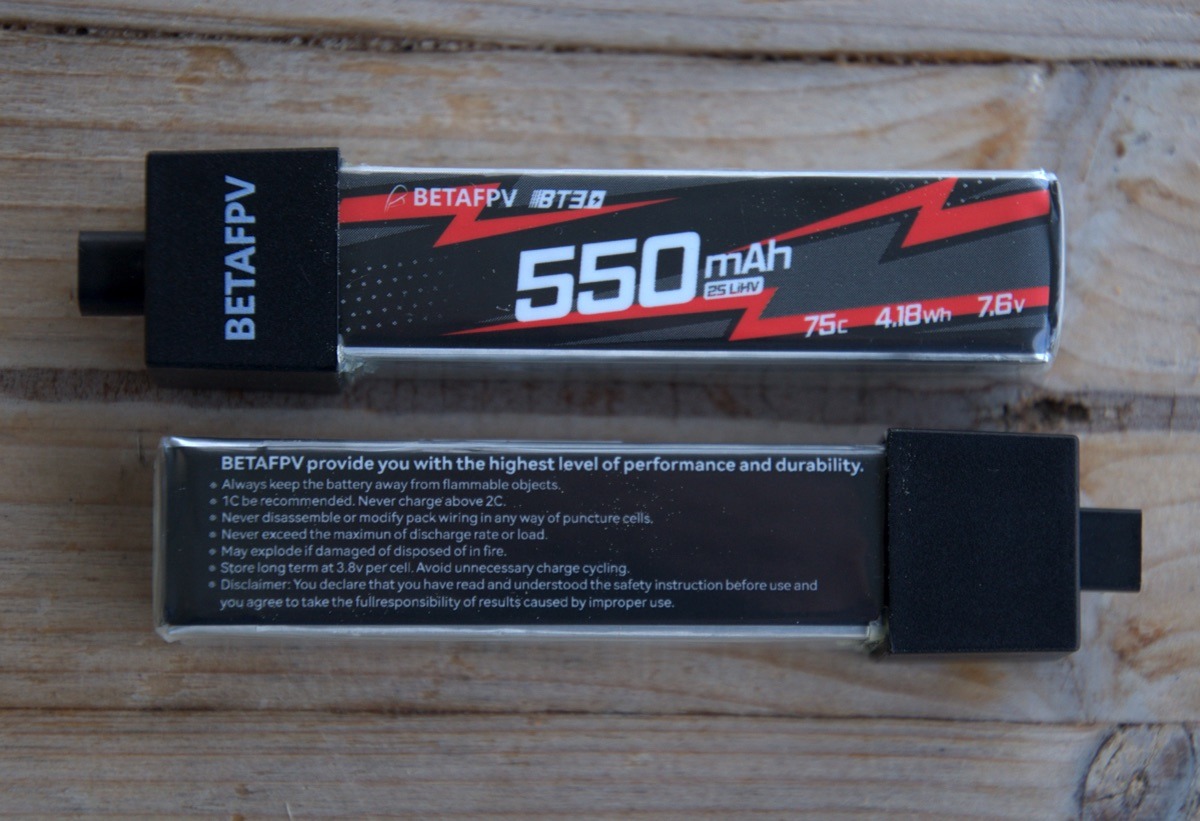 BETAFPV
BETAFPV BT3.0
550 mAh
2S LiHV
75C 4.18Wh 7.6V
BETAFPV provide you with the highest level of performance and durability.
Always keep the battery away from flammable objects.
1C be recommended. Never charge above 2C.
Never disassemble or modify pack wiring in any way of puncture cells.
Never exceed the maximun of discharge rate or load.
May explode if damaged of disposed of in fire.
Store long term at 3.8v per cell. Avoid unnecessary charge cycling.
Disclaimer: You declare that you have read and understood the safety instruction before use and
you agree to take the fullresponsibility of results caused by improper use.